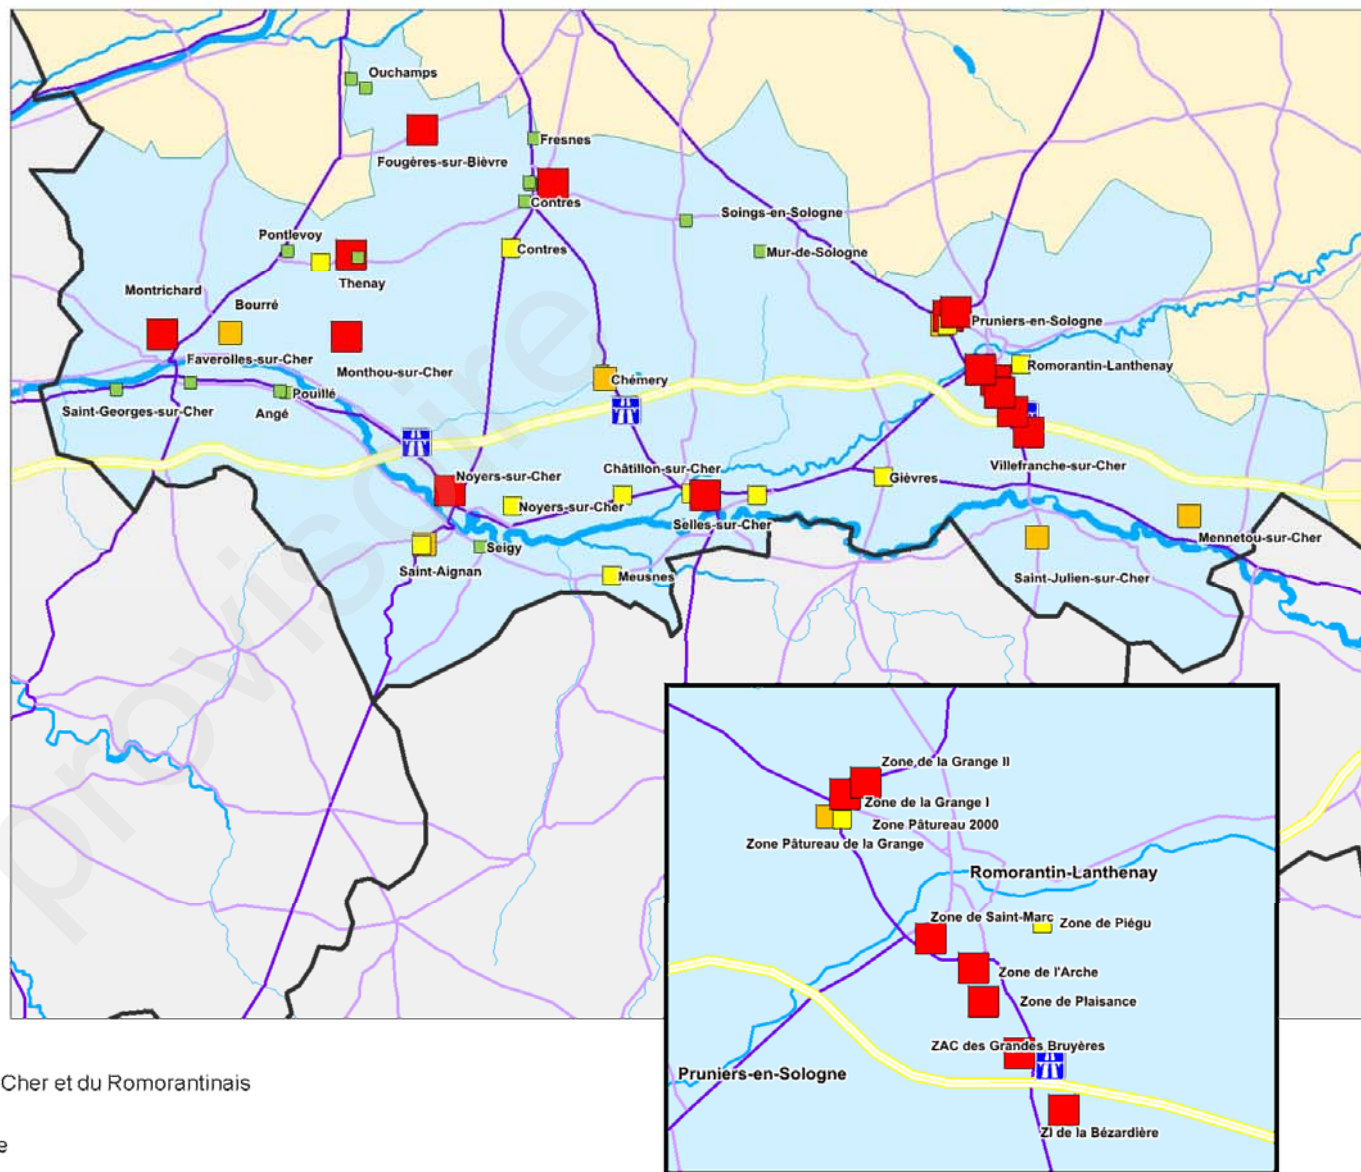 Ouchamps
Fresnes
Fougères-sur-Bièvre
Contres
Soings-en-Sologne
Pontlevoy
Contres
Mur-de-Sologne
Thenay
Montrichard
Bourré
Pruniers-en-Sologne
Faverolles-sur-Cher
Romorantin-Lanthenay
Monthou-sur-Cher
Chémery
Pouillé
Saint-Georges-sur-Cher
Angé
Villefranche-sur-Cher
Châtillon-sur-Cher
Noyers-sur-Cher
Gièvres
Noyers-sur-Cher
Selles-sur-Cher
Mennetou-sur-Cher
Seigy
Saint-Aignan
Meusnes
Saint-Julien-sur-Cher
provisoire
Zone de la Grange II
Zone de la Grange I
Zone Pâtureau 2000
Zone Pâtureau de la Grange
Romorantin-Lanthenay
Zone de Saint-Marc
Zone de Piégu
Zone de l'Arche
Zone de Plaisance
ZAC des Grandes Bruyères
Pruniers-en-Sologne
ZI de la Bézardière
Cher et du Romorantinais
e